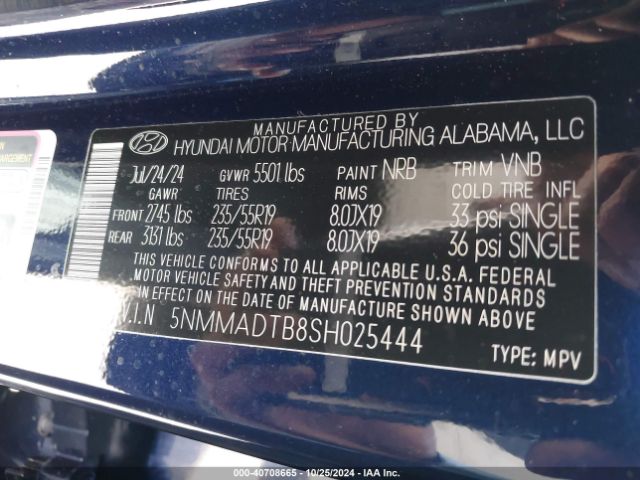 MANUFACTURED BY
HYUNDAI MOTOR MANUFACTURING ALABAMA, LLC
Jul/24/24 GVWR 5501 lbs PAINT NRB TRIM VNB
GAWR TIRES RIMS COLD TIRE INFL
FRONT 2745 lbs 235/55R19 8.0JX19 33 psi SINGLE
REAR 3131 lbs 235/55R19 8.0JX19 36 psi SINGLE
THIS VEHICLE CONFORMS TO ALL APPLICABLE U.S.A. FEDERAL
MOTOR VEHICLE SAFETY AND THEFT PREVENTION STANDARDS
IN EFFECT ON THE DATE OF MANUFACTURE SHOWN ABOVE
V.I.N 5NMMADTB8SH025444
TYPE: MPV
000-40708665 - 10/25/2024 - IAA Inc.